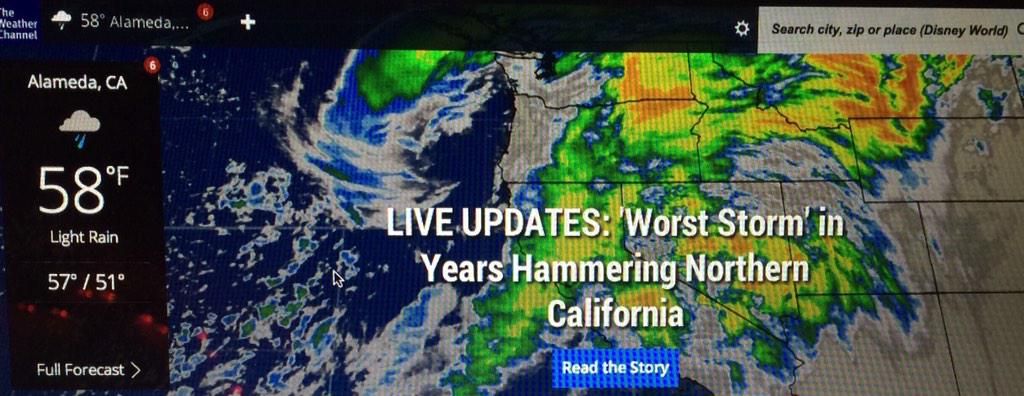 The
Weather
Channel
58° Alameda,...
6
+
Search city, zip or place (Disney World)
6
Alameda, CA
58°F
Light Rain
57° / 51°
Full Forecast >
LIVE UPDATES: 'Worst Storm' in
Years Hammering Northern
California
Read the Story